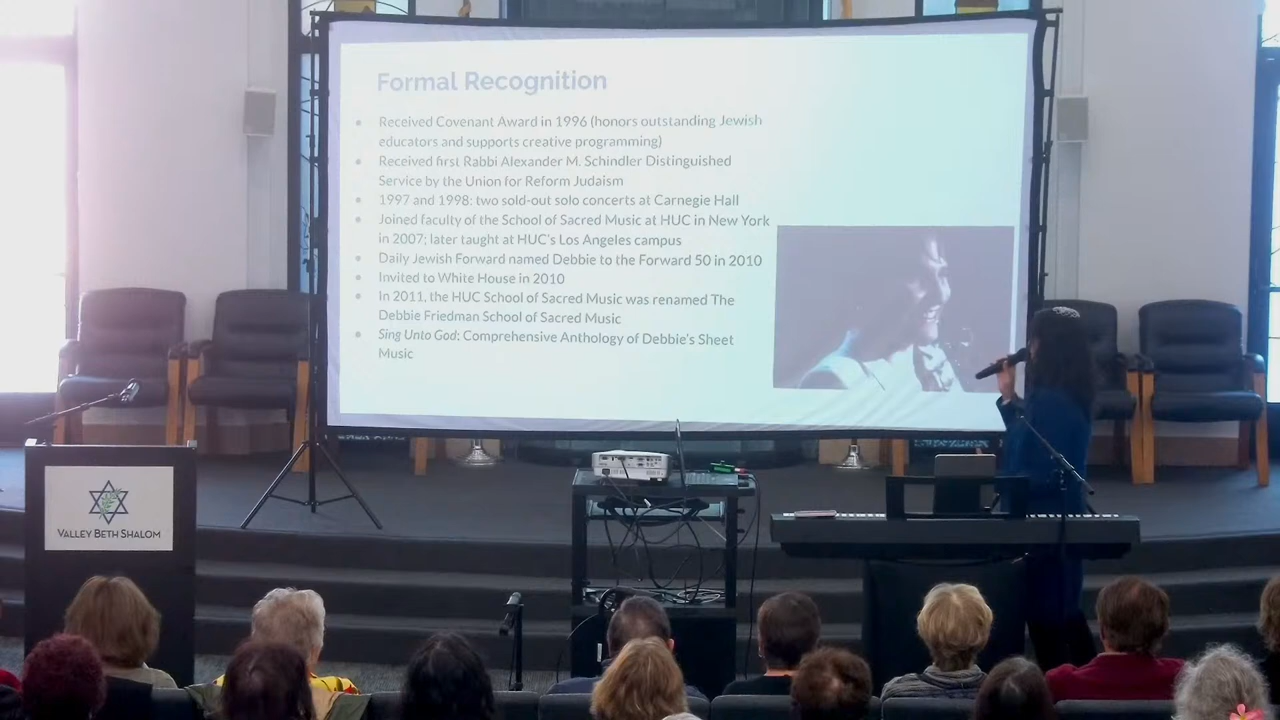 Formal Recognition
Received Covenant Award in 1996 (honors outstanding Jewish
educators and supports creative programming)
Received first Rabbi Alexander M. Schindler Distinguished
Service by the Union for Reform Judaism
1997 and 1998: two sold-out solo concerts at Carnegie Hall
Joined faculty of the School of Sacred Music at HUC in New York
in 2007; later taught at HUC's Los Angeles campus
Daily Jewish Forward named Debbie to the Forward 50 in 2010
Invited to White House in 2010
In 2011, the HUC School of Sacred Music was renamed The
Debbie Friedman School of Sacred Music
Sing Unto God: Comprehensive Anthology of Debbie's Sheet
Music
VALLEY BETH SHALOM